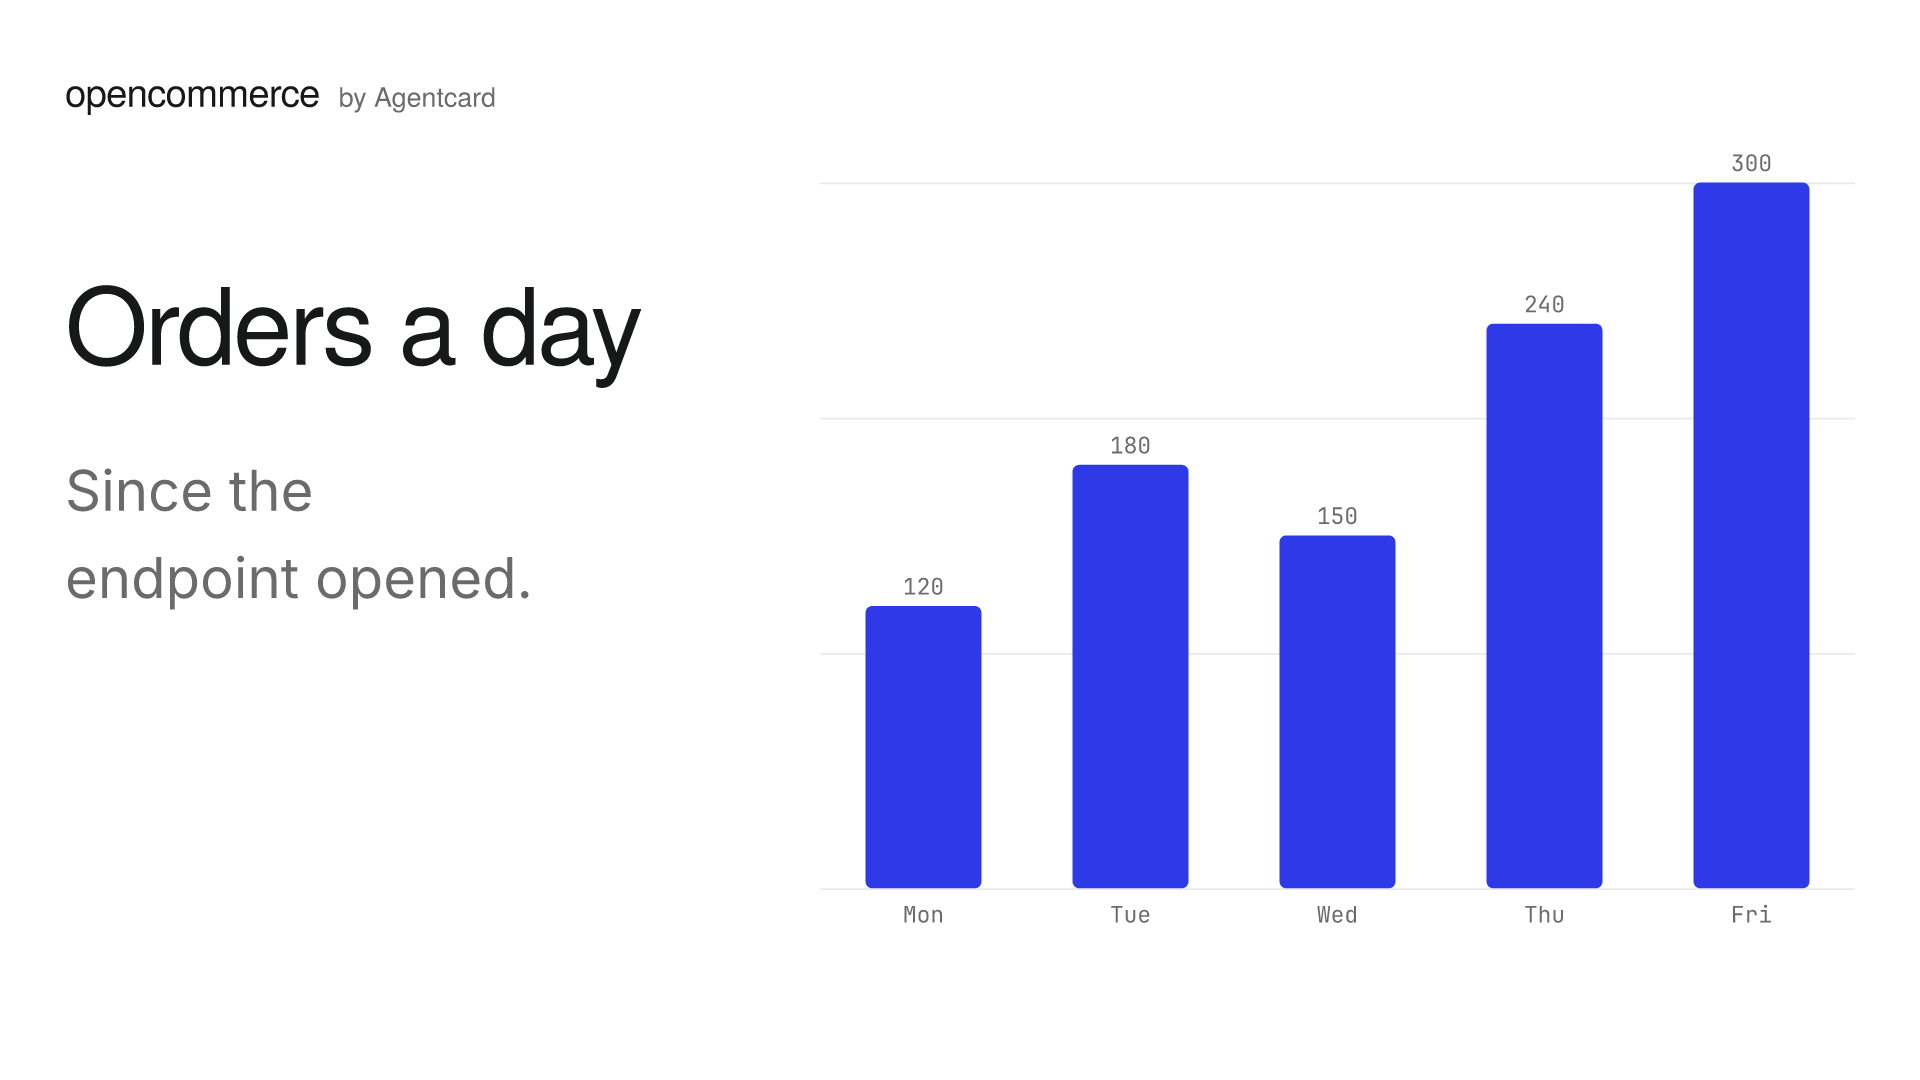 opencommerce by Agentcard
Orders a day
Since the
endpoint opened.
300
240
180
150
120
Mon Tue Wed Thu Fri